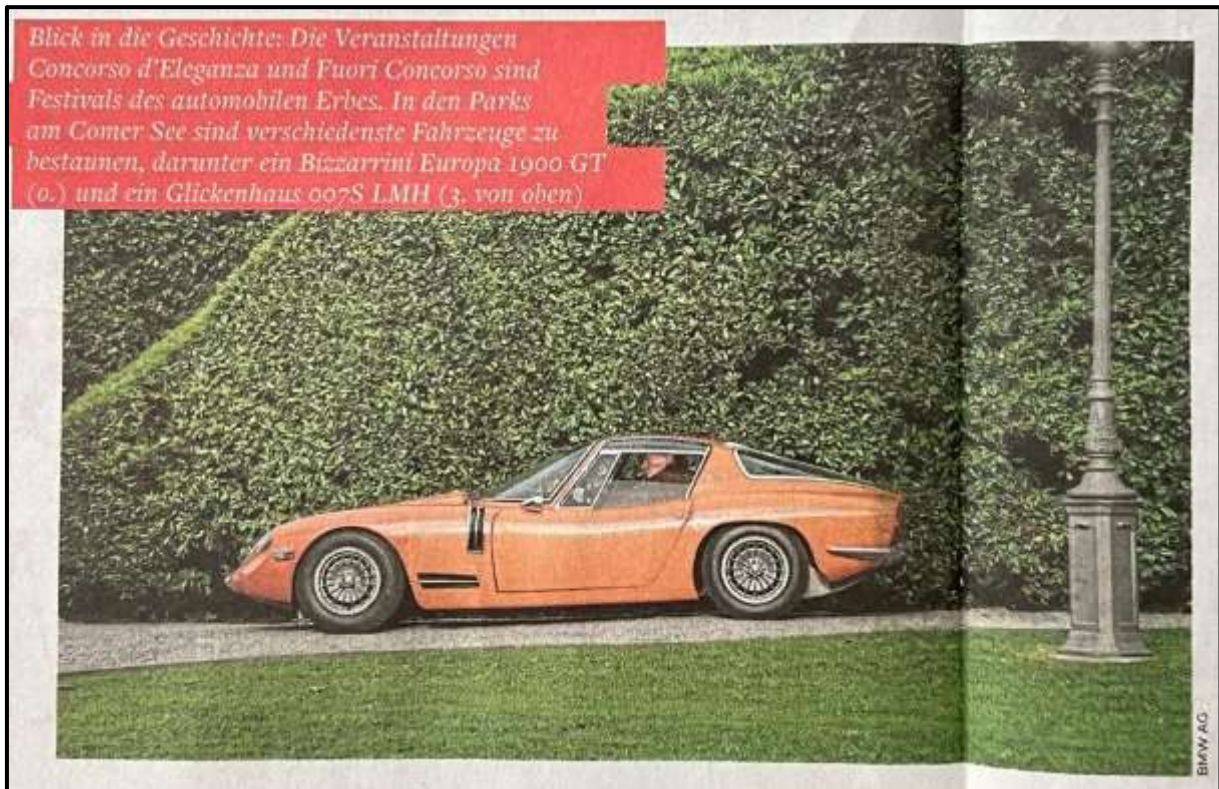 Blick in die Geschichte: Die Veranstaltungen
Concorso d'Eleganza und Fuori Concorso sind
Festivals des automobilen Erbes. In den Parks
am Comer See sind verschiedenste Fahrzeuge zu
bestaunen, darunter ein Bizzarrini Europa 1900 GT
(o.) und ein Glickenhaus 007S LMH (3. von oben)
BMW AG